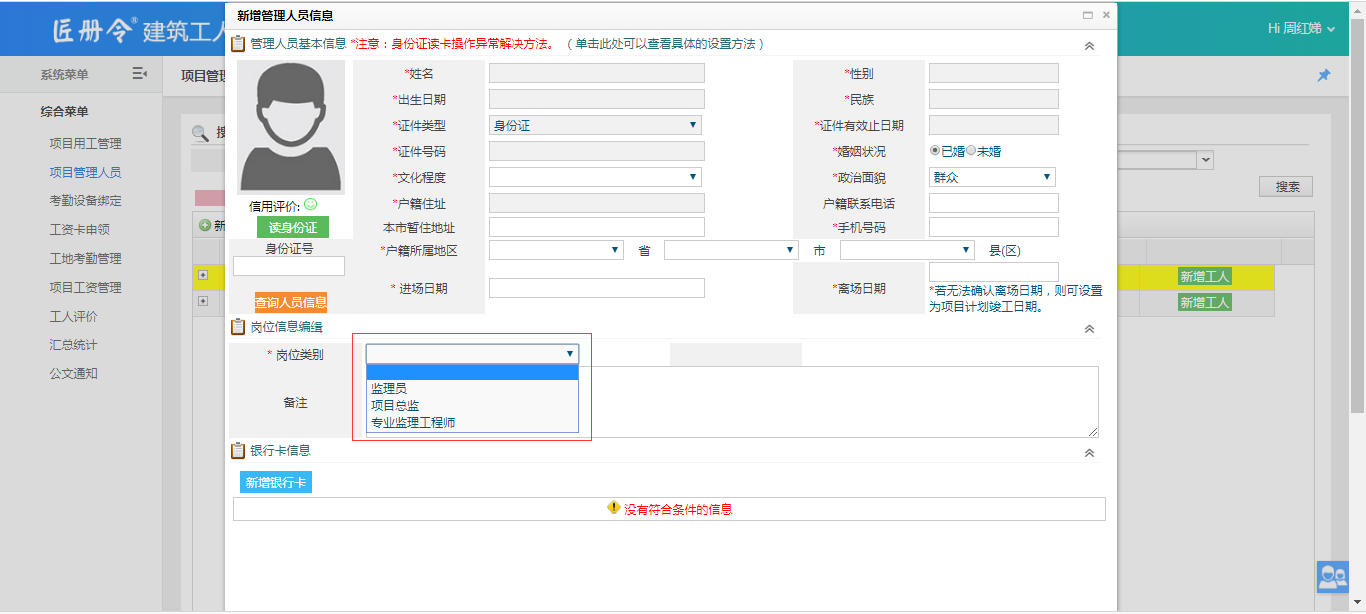 新增管理人员信息
匠册令® 建筑工人
Hi 周红娣
系统菜单
项目管理
综合菜单
项目用工管理
项目管理人员
考勤设备绑定
工资卡申领
工地考勤管理
项目工资管理
工人评价
汇总统计
公文通知
搜
新
搜索
新增工人
新增工人
管理人员基本信息 *注意：身份证读卡操作异常解决方法。（单击此处可以查看具体的设置方法）
*姓名
*性别
*出生日期
*民族
*证件类型 身份证
*证件有效止日期
*证件号码
*婚姻状况 已婚 未婚
*文化程度
*政治面貌 群众
信用评价:
*户籍住址
户籍联系电话
读身份证
本市暂住地址
*手机号码
身份证号
*户籍所属地区 省 市 县(区)
查询人员信息
* 进场日期
*离场日期
*若无法确认离场日期，则可设置
为项目计划竣工日期。
岗位信息编缉
* 岗位类别
监理员
项目总监
专业监理工程师
备注
银行卡信息
新增银行卡
没有符合条件的信息